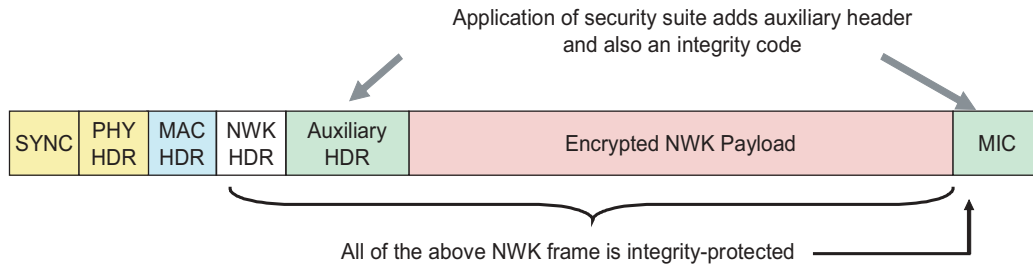 Application of security suite adds auxiliary header
and also an integrity code
SYNC
PHY
HDR
MAC
HDR
NWK
HDR
Auxiliary
HDR
Encrypted NWK Payload
MIC
All of the above NWK frame is integrity-protected